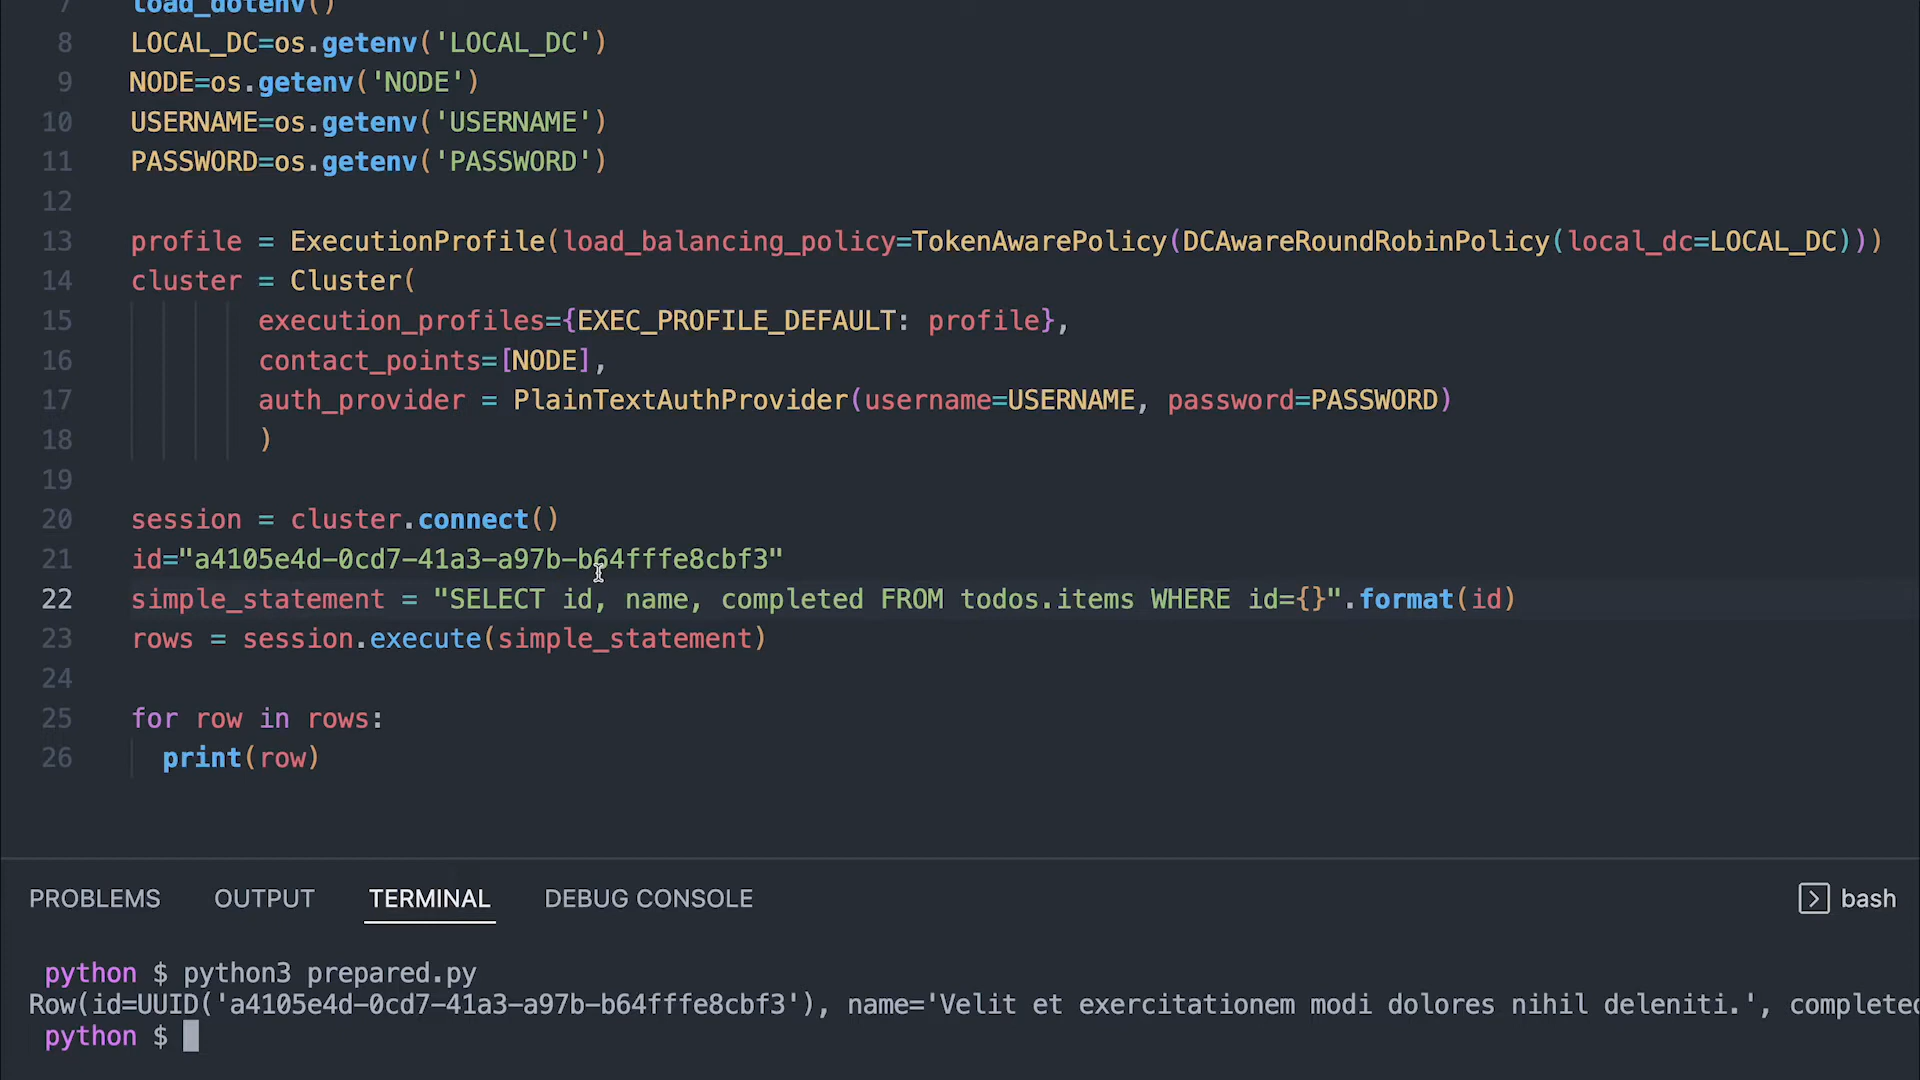 7 load_dotenv()
8 LOCAL_DC=os.getenv('LOCAL_DC')
9 NODE=os.getenv('NODE')
10 USERNAME=os.getenv('USERNAME')
11 PASSWORD=os.getenv('PASSWORD')
12
13 profile = ExecutionProfile(load_balancing_policy=TokenAwarePolicy(DCAwareRoundRobinPolicy(local_dc=LOCAL_DC)))
14 cluster = Cluster(
15 execution_profiles={EXEC_PROFILE_DEFAULT: profile},
16 contact_points=[NODE],
17 auth_provider = PlainTextAuthProvider(username=USERNAME, password=PASSWORD)
18 )
19
20 session = cluster.connect()
21 id="a4105e4d-0cd7-41a3-a97b-b64fffe8cbf3"
22 simple_statement = "SELECT id, name, completed FROM todos.items WHERE id={}".format(id)
23 rows = session.execute(simple_statement)
24
25 for row in rows:
26 print(row)
PROBLEMS OUTPUT TERMINAL DEBUG CONSOLE bash
python $ python3 prepared.py
Row(id=UUID('a4105e4d-0cd7-41a3-a97b-b64fffe8cbf3'), name='Velit et exercitationem modi dolores nihil deleniti.', completed
python $